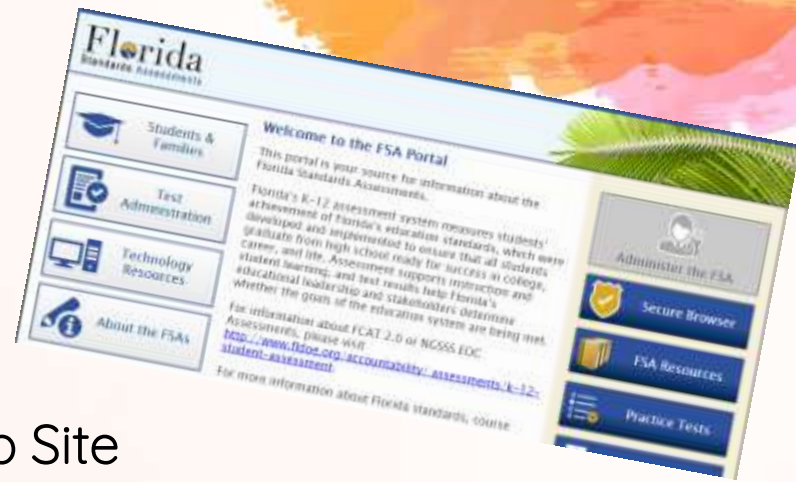 Florida
Standards Assessments
Students &
Families
Test
Administration
Technology
Resources
About the FSAs
Welcome to the FSA Portal
This portal is your source for information about the
Florida Standards Assessments.
Florida's K-12 assessment system measures students'
achievement of Florida's education standards, which were
developed and implemented to ensure that all students
graduate from high school ready for success in college,
career, and life. Assessment supports instruction and
student learning, and test results help Florida's
educational leadership and stakeholders determine
whether the goals of the education system are being met.
For information about FCAT 2.0 or NGSSS EOC
Assessments, please visit
http://www.fldoe.org/accountability/assessments/k-12-
student-assessment.
For more information about Florida standards, course
Administer the FSA
Secure Browser
FSA Resources
Practice Tests
Site